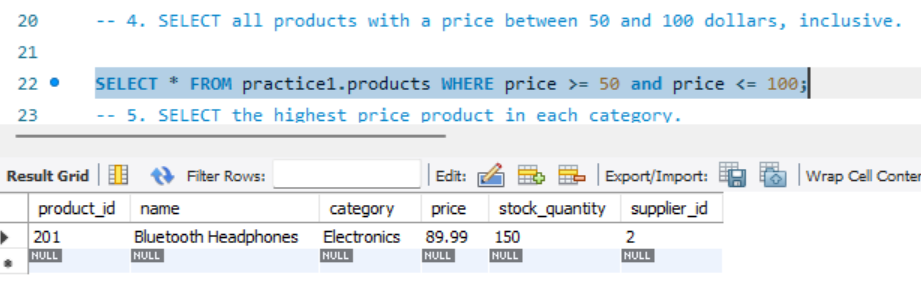 20 -- 4. SELECT all products with a price between 50 and 100 dollars, inclusive.
21
22 SELECT * FROM practice1.products WHERE price >= 50 and price <= 100;
23 -- 5. SELECT the highest price product in each category.
Result Grid Filter Rows: Edit: Export/Import: Wrap Cell Conten
product_id name category price stock_quantity supplier_id
201 Bluetooth Headphones Electronics 89.99 150 2
NULL NULL NULL NULL NULL NULL